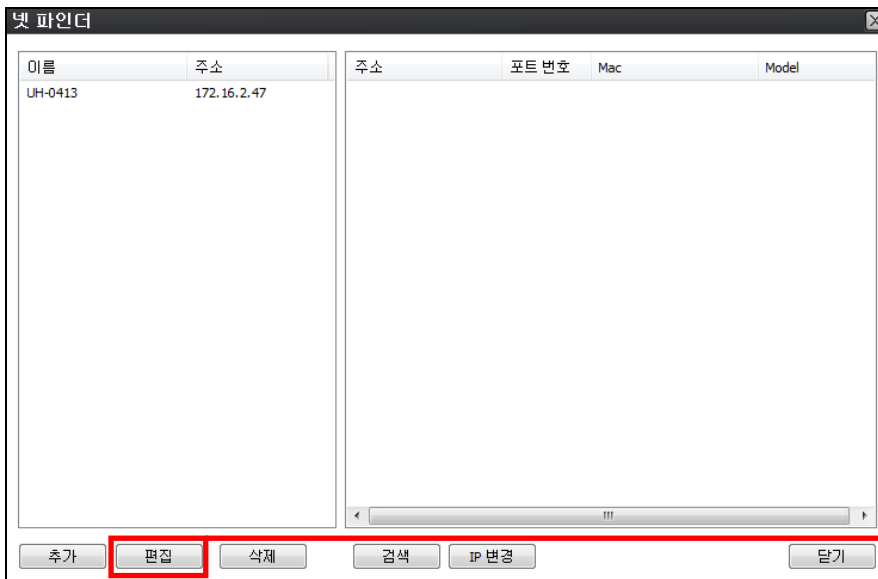 넷 파인더
이름 주소 주소 포트 번호 Mac Model
UH-0413 172.16.2.47
추가 편집 삭제 검색 IP 변경 닫기